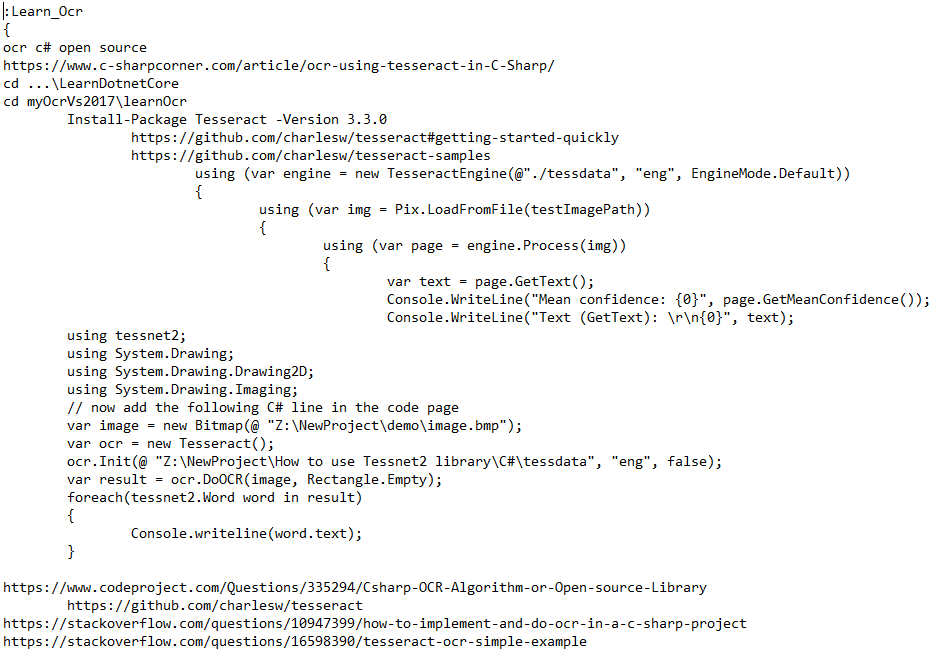 :Learn_Ocr
{
ocr c# open source
https://www.c-sharpcorner.com/article/ocr-using-tesseract-in-C-Sharp/
cd ...\LearnDotnetCore
cd myOcrVs2017\learnOcr
        Install-Package Tesseract -Version 3.3.0
                https://github.com/charlesw/tesseract#getting-started-quickly
                https://github.com/charlesw/tesseract-samples
                        using (var engine = new TesseractEngine(@"./tessdata", "eng", EngineMode.Default))
                        {
                                using (var img = Pix.LoadFromFile(testImagePath))
                                {
                                        using (var page = engine.Process(img))
                                        {
                                                var text = page.GetText();
                                                Console.WriteLine("Mean confidence: {0}", page.GetMeanConfidence());
                                                Console.WriteLine("Text (GetText): \r\n{0}", text);
        using tessnet2;
        using System.Drawing;
        using System.Drawing.Drawing2D;
        using System.Drawing.Imaging;
        // now add the following C# line in the code page
        var image = new Bitmap(@ "Z:\NewProject\demo\image.bmp");
        var ocr = new Tesseract();
        ocr.Init(@ "Z:\NewProject\How to use Tessnet2 library\C#\tessdata", "eng", false);
        var result = ocr.DoOCR(image, Rectangle.Empty);
        foreach(tessnet2.Word word in result)
        {
                Console.writeline(word.text);
        }

https://www.codeproject.com/Questions/335294/Csharp-OCR-Algorithm-or-Open-source-Library
        https://github.com/charlesw/tesseract
https://stackoverflow.com/questions/10947399/how-to-implement-and-do-ocr-in-a-c-sharp-project
https://stackoverflow.com/questions/16598390/tesseract-ocr-simple-example